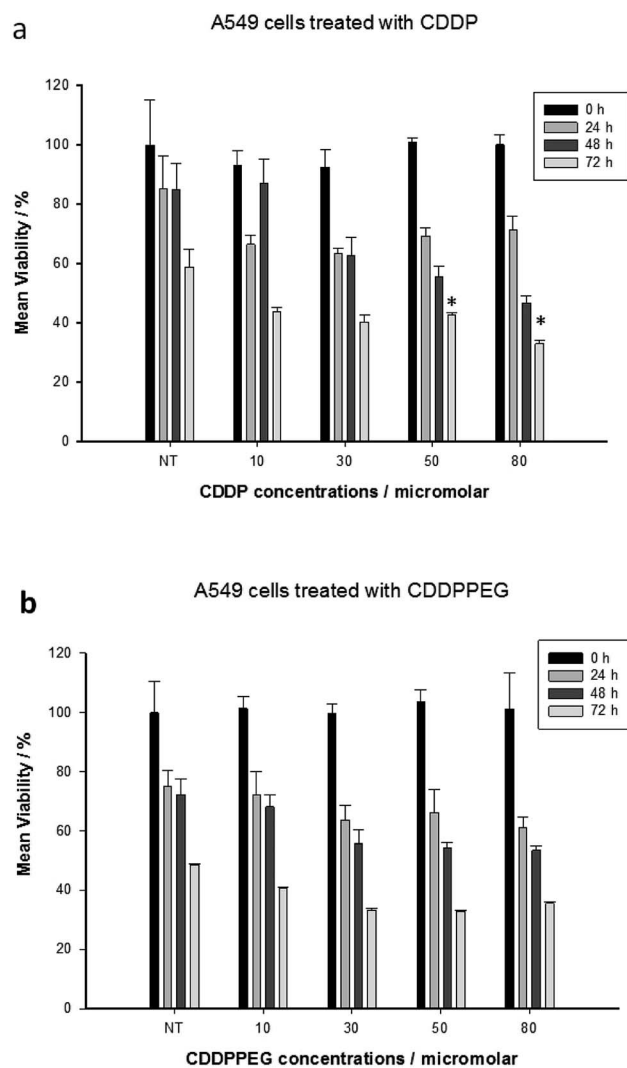 a
A549 cells treated with CDDP
120
100
80
60
40
20
0
Mean Viability / %
0 h
24 h
48 h
72 h
*
*
NT 10 30 50 80
CDDP concentrations / micromolar
b
A549 cells treated with CDDPPEG
120
100
80
60
40
20
0
Mean Viability / %
0 h
24 h
48 h
72 h
NT 10 30 50 80
CDDPPEG concentrations / micromolar